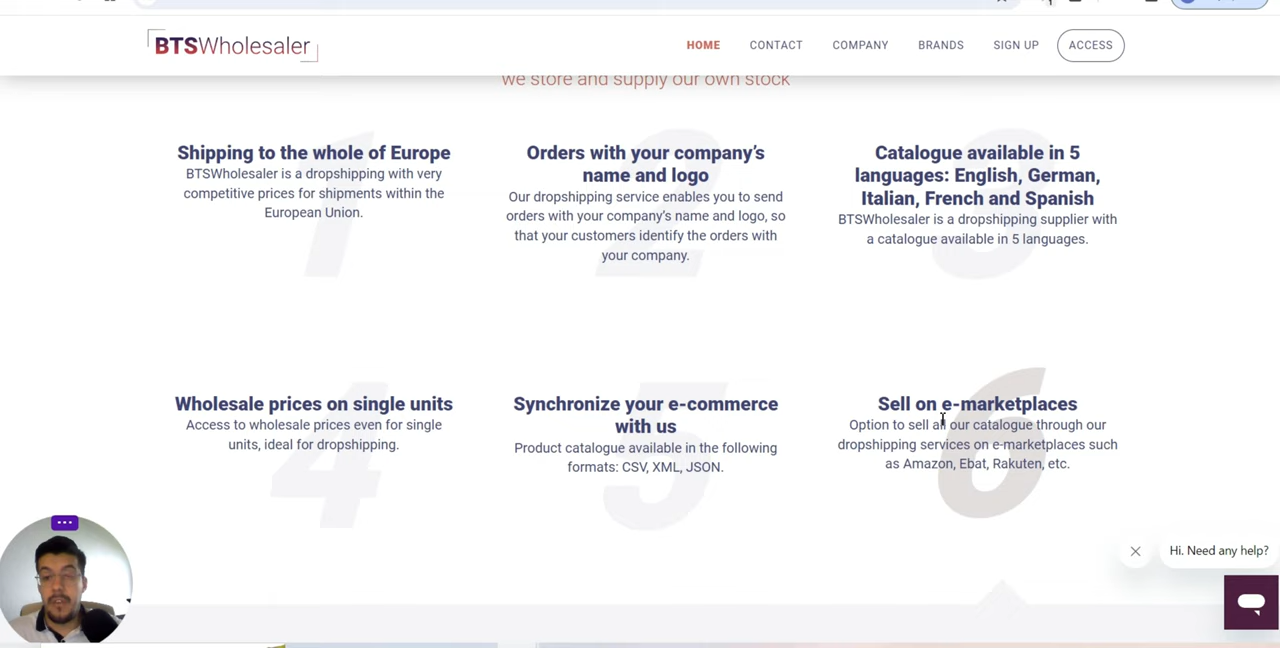 BTSWholesaler
HOME CONTACT COMPANY BRANDS SIGN UP ACCESS
we store and supply our own stock
1
Shipping to the whole of Europe
BTSWholesaler is a dropshipping with very
competitive prices for shipments within the
European Union.
2
Orders with your company's
name and logo
Our dropshipping service enables you to send
orders with your company's name and logo, so
that your customers identify the orders with
your company.
3
Catalogue available in 5
languages: English, German,
Italian, French and Spanish
BTSWholesaler is a dropshipping supplier with
a catalogue available in 5 languages.
4
Wholesale prices on single units
Access to wholesale prices even for single
units, ideal for dropshipping.
5
Synchronize your e-commerce
with us
Product catalogue available in the following
formats: CSV, XML, JSON.
6
Sell on e-marketplaces
Option to sell all our catalogue through our
dropshipping services on e-marketplaces such
as Amazon, Ebat, Rakuten, etc.
Hi. Need any help?